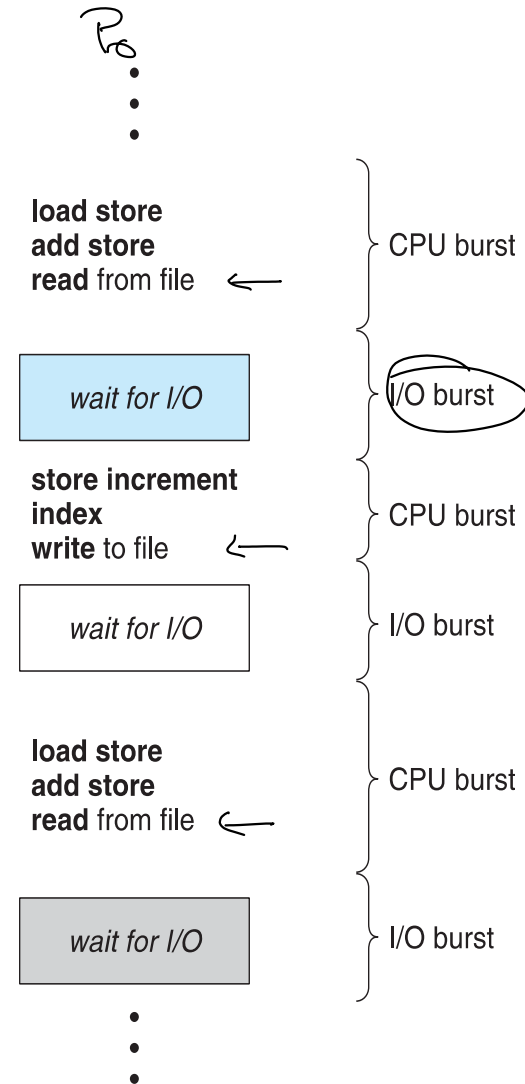 P0
load store
add store
read from file
CPU burst
wait for I/O
I/O burst
store increment
index
write to file
CPU burst
wait for I/O
I/O burst
load store
add store
read from file
CPU burst
wait for I/O
I/O burst